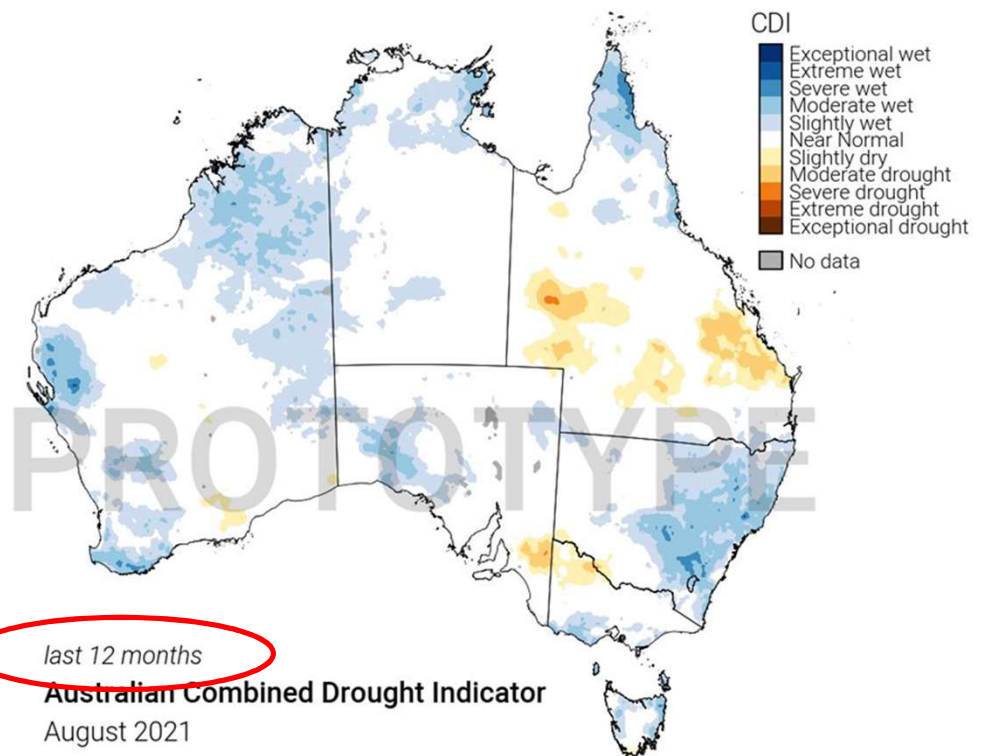 CDI
Exceptional wet
Extreme wet
Severe wet
Moderate wet
Slightly wet
Near Normal
Slightly dry
Moderate drought
Severe drought
Extreme drought
Exceptional drought
No data
PROTOTYPE
last 12 months
Australian Combined Drought Indicator
August 2021